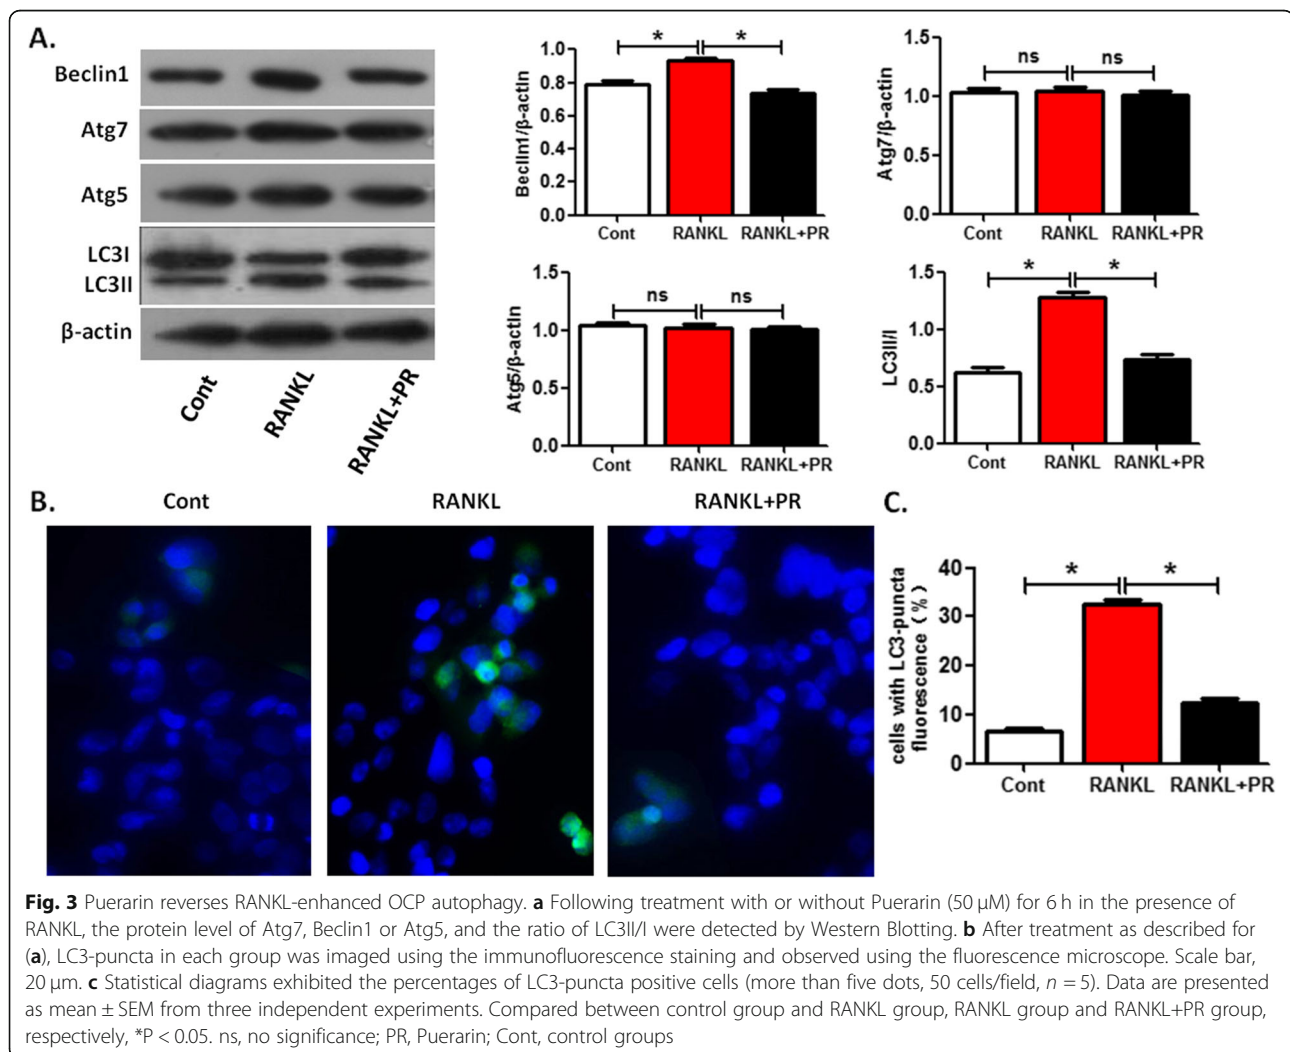 A.
Beclin1
Atg7
Atg5
LC3I
LC3II
β-actin
Cont
RANKL
RANKL+PR
Beclin1/β-actin
1.0
0.8
0.6
0.4
0.2
0.0
*
*
Cont
RANKL
RANKL+PR
Atg7/β-actin
1.5
1.0
0.5
0.0
ns
ns
Cont
RANKL
RANKL+PR
Atg5/β-actin
1.5
1.0
0.5
0.0
ns
ns
Cont
RANKL
RANKL+PR
LC3II/I
1.5
1.0
0.5
0.0
*
*
Cont
RANKL
RANKL+PR
B.
Cont
RANKL
RANKL+PR
C.
cells with LC3-puncta
fluorescence (%)
40
30
20
10
0
*
*
Cont
RANKL
RANKL+PR
Fig. 3 Puerarin reverses RANKL-enhanced OCP autophagy. a Following treatment with or without Puerarin (50 μM) for 6 h in the presence of
RANKL, the protein level of Atg7, Beclin1 or Atg5, and the ratio of LC3II/I were detected by Western Blotting. b After treatment as described for
(a), LC3-puncta in each group was imaged using the immunofluorescence staining and observed using the fluorescence microscope. Scale bar,
20 μm. c Statistical diagrams exhibited the percentages of LC3-puncta positive cells (more than five dots, 50 cells/field, n = 5). Data are presented
as mean ± SEM from three independent experiments. Compared between control group and RANKL group, RANKL group and RANKL+PR group,
respectively, *P < 0.05. ns, no significance; PR, Puerarin; Cont, control groups